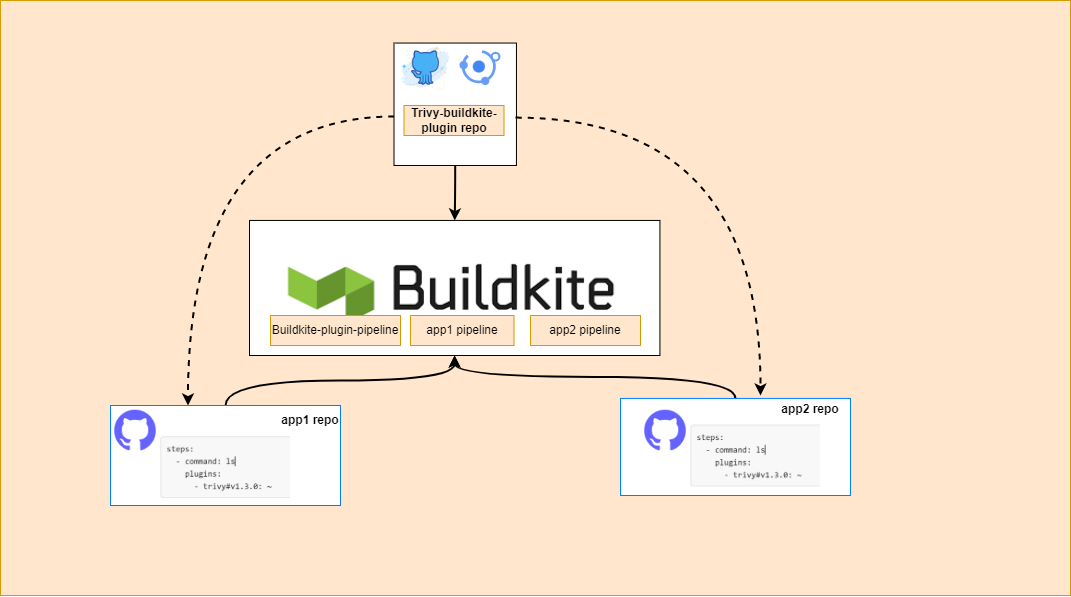 Trivy-buildkite-
plugin repo
Buildkite
Buildkite-plugin-pipeline
app1 pipeline
app2 pipeline
app1 repo
steps:
- command: ls
plugins:
- trivy#v1.3.0: ~
app2 repo
steps:
- command: ls
plugins:
- trivy#v1.3.0: ~